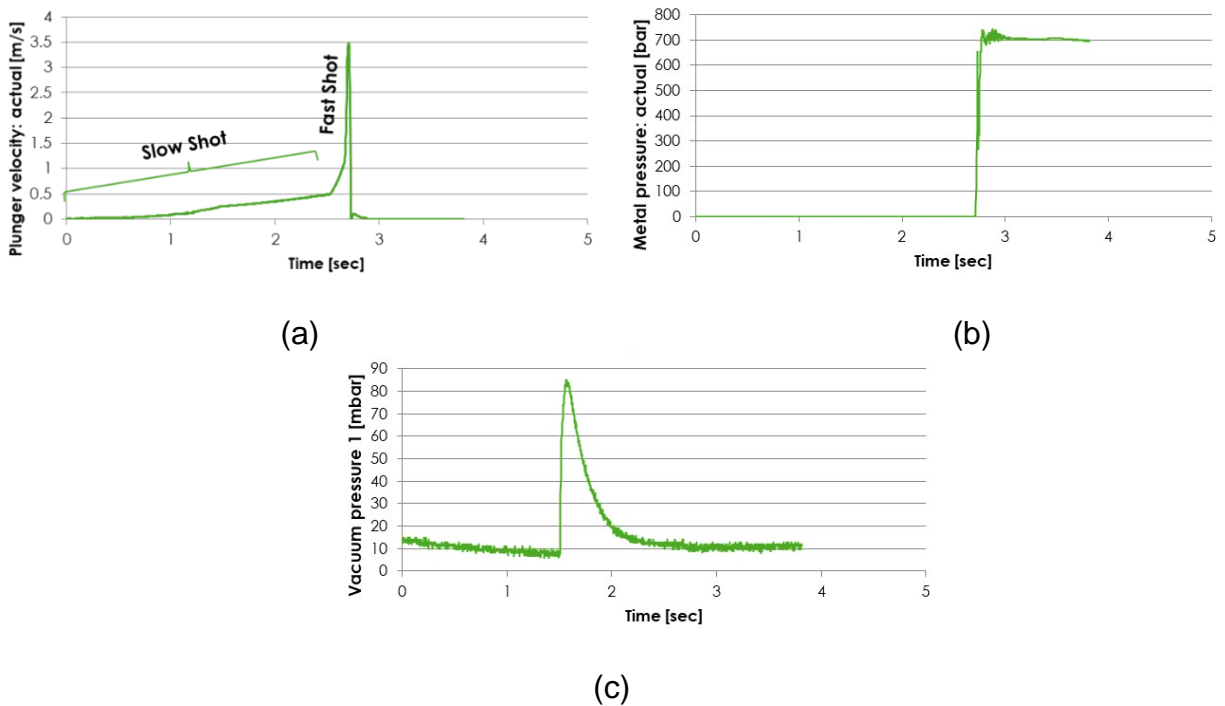 Plunger velocity: actual [m/s]
4
3.5
3
2.5
2
1.5
1
0.5
0
Slow Shot
Fast Shot
0 1 2 3 4 5
Time [sec]
(a)
Metal pressure: actual [bar]
800
700
600
500
400
300
200
100
0
0 1 2 3 4 5
Time [sec]
(b)
Vacuum pressure 1 [mbar]
90
80
70
60
50
40
30
20
10
0
0 1 2 3 4 5
Time [sec]
(c)